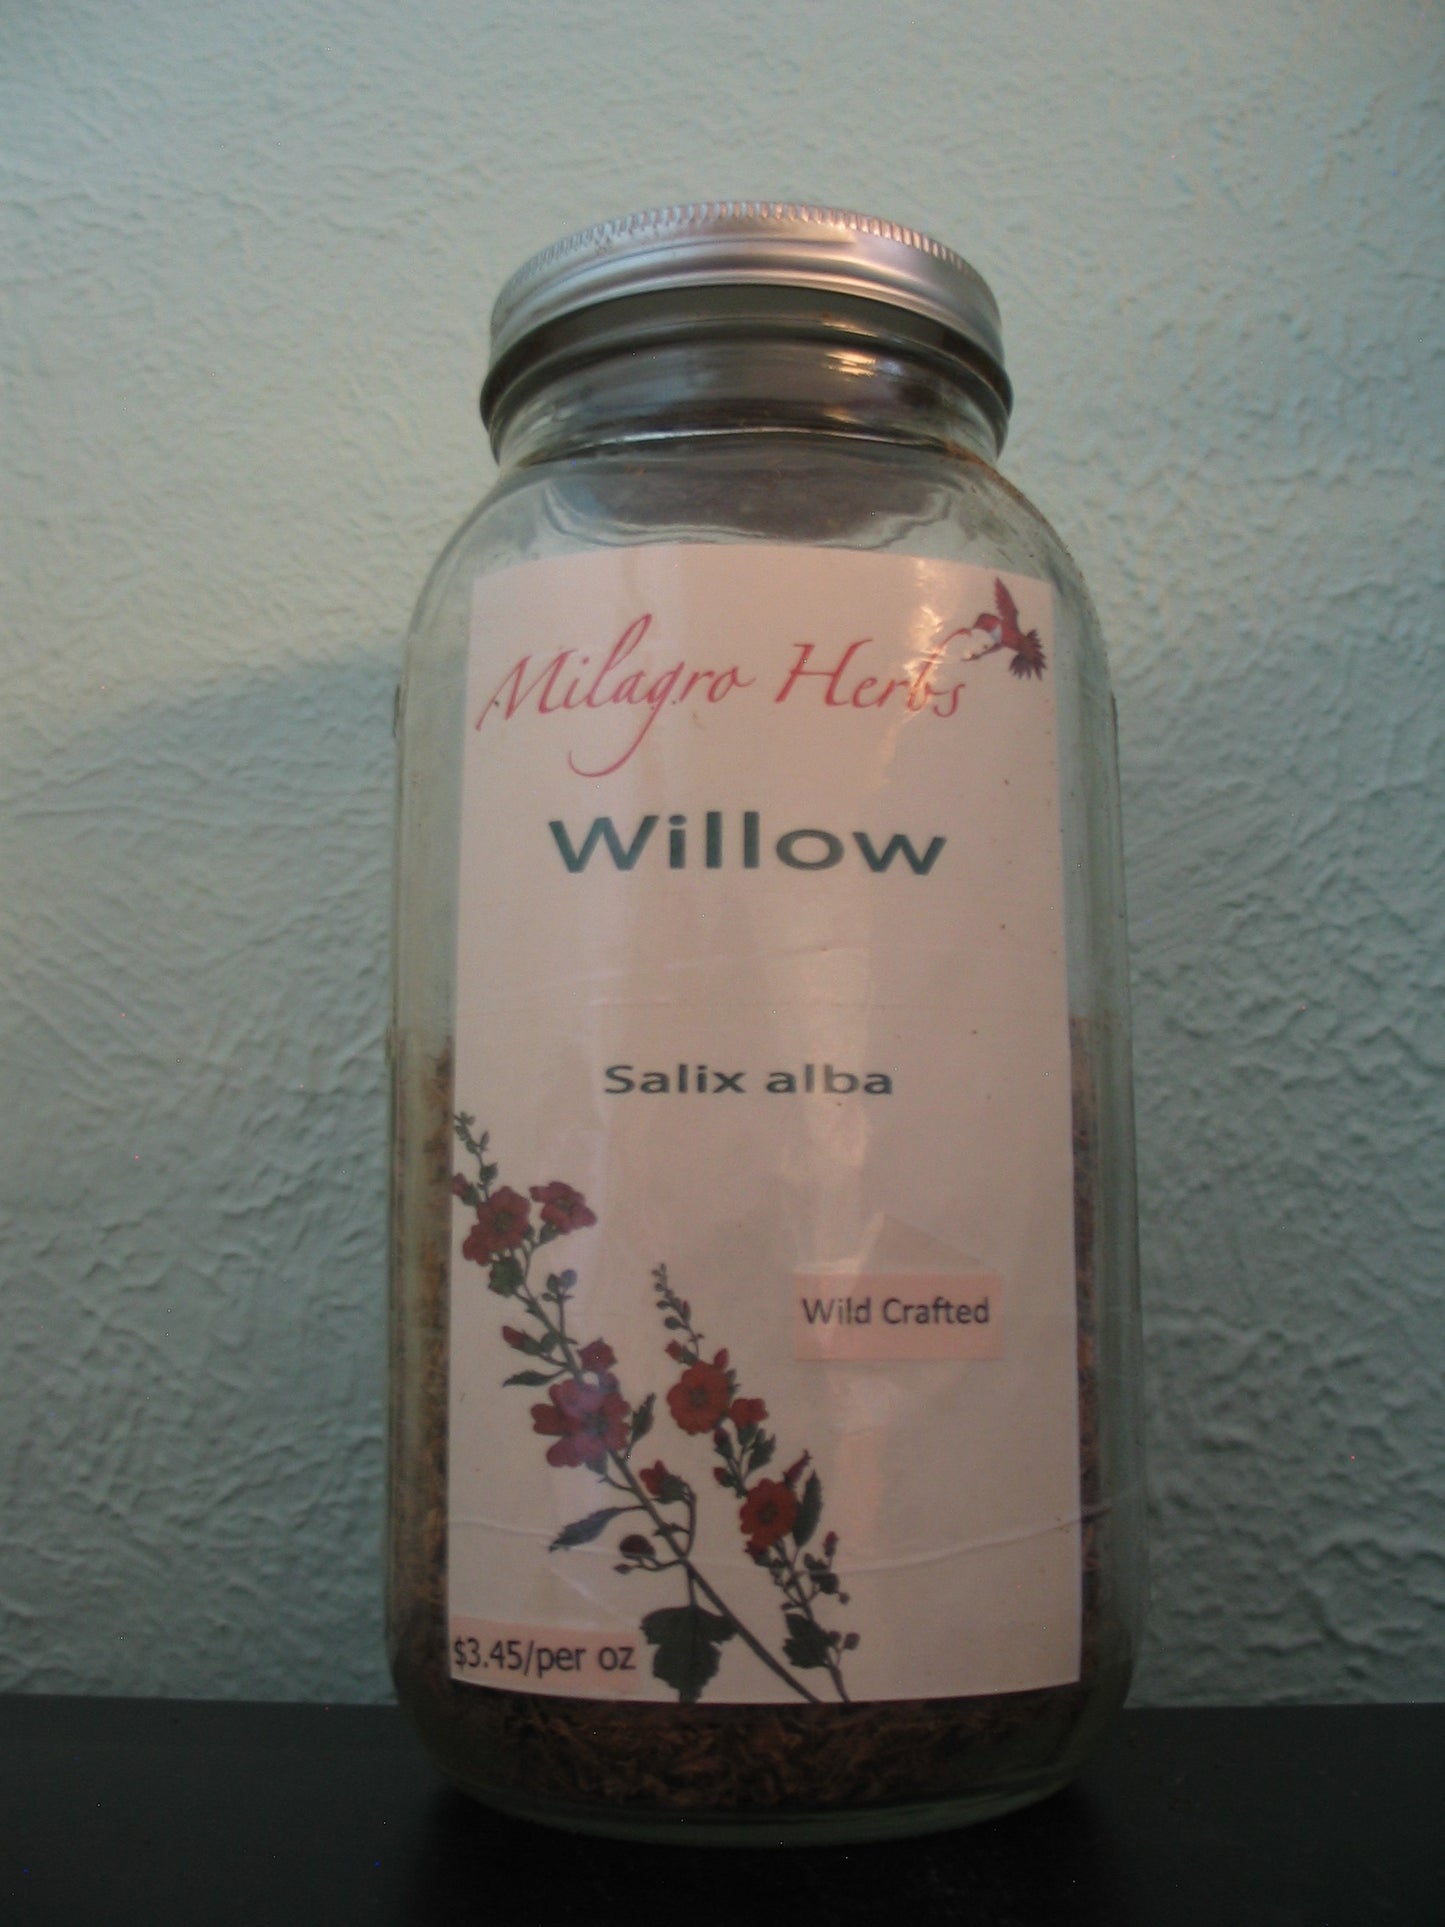 Milagro Herbs
Willow
Salix alba
Wild Crafted
$3.45/per oz